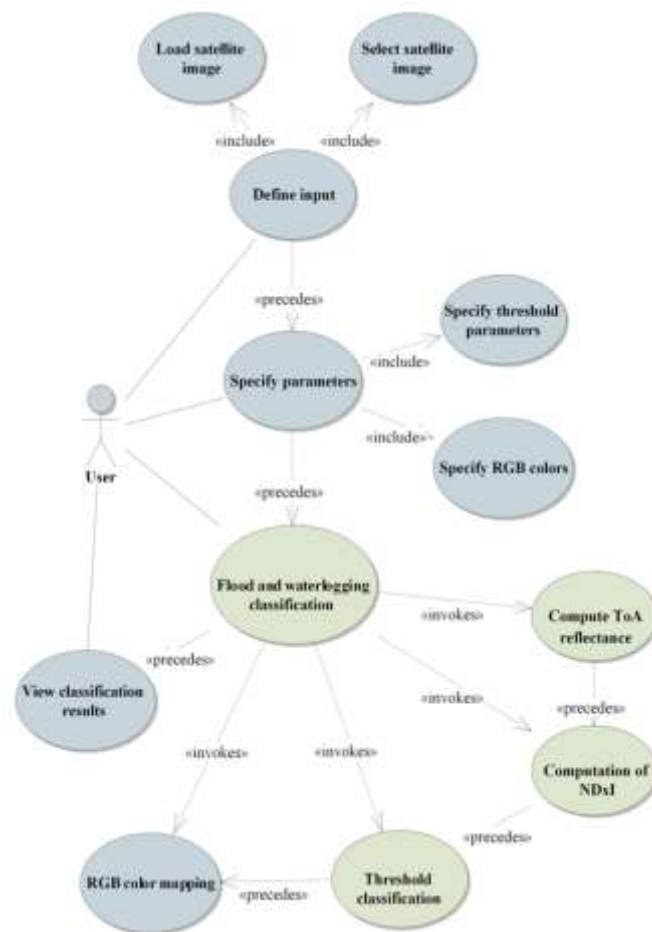 Load satellite
image
Select satellite
image
«include»
«include»
Define input
«precedes»
Specify threshold
parameters
«include»
Specify parameters
«include»
Specify RGB colors
User
«precedes»
Flood and waterlogging
classification
«invokes»
Compute ToA
reflectance
«precedes»
View classification
results
«invokes»
«precedes»
«invokes»
«invokes»
Computation of
NDxI
«precedes»
RGB color mapping
«precedes»
Threshold
classification